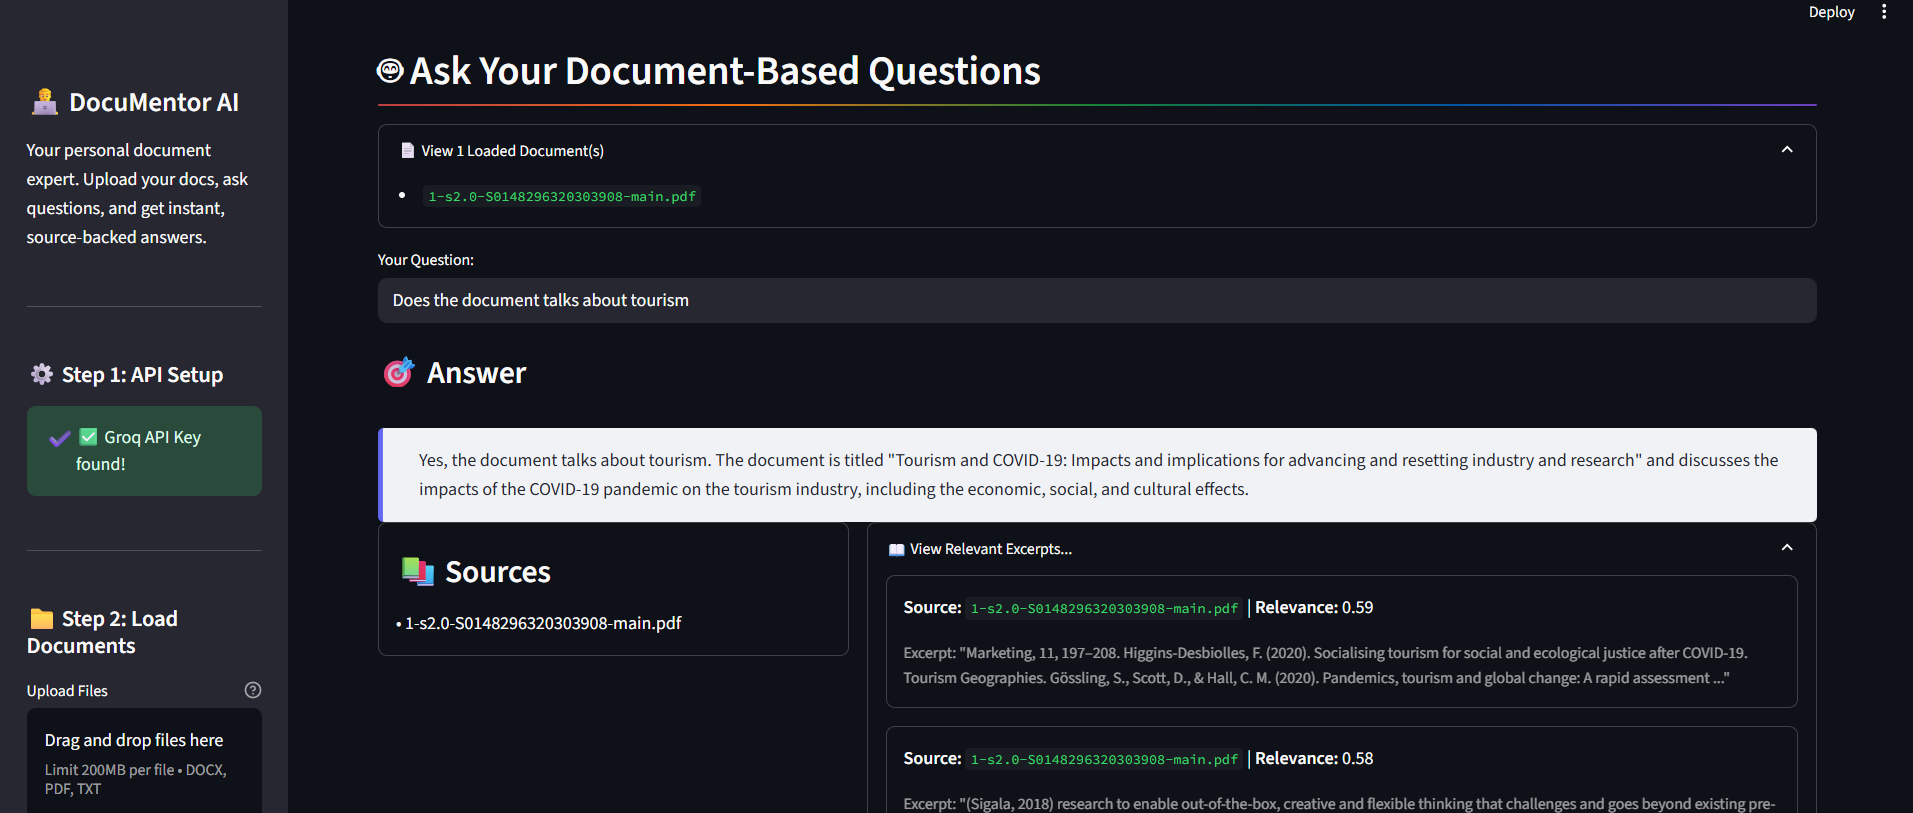 Deploy
DocuMentor AI
Your personal document
expert. Upload your docs, ask
questions, and get instant,
source-backed answers.
Step 1: API Setup
Groq API Key
found!
Step 2: Load
Documents
Upload Files
Drag and drop files here
Limit 200MB per file • DOCX,
PDF, TXT
Ask Your Document-Based Questions
View 1 Loaded Document(s)
• 1-s2.0-S0148296320303908-main.pdf
Your Question:
Does the document talks about tourism
Answer
Yes, the document talks about tourism. The document is titled "Tourism and COVID-19: Impacts and implications for advancing and resetting industry and research" and discusses the
impacts of the COVID-19 pandemic on the tourism industry, including the economic, social, and cultural effects.
Sources
• 1-s2.0-S0148296320303908-main.pdf
View Relevant Excerpts...
Source: 1-s2.0-S0148296320303908-main.pdf | Relevance: 0.59
Excerpt: "Marketing, 11, 197–208. Higgins-Desbiolles, F. (2020). Socialising tourism for social and ecological justice after COVID-19.
Tourism Geographies. Gössling, S., Scott, D., & Hall, C. M. (2020). Pandemics, tourism and global change: A rapid assessment ..."
Source: 1-s2.0-S0148296320303908-main.pdf | Relevance: 0.58
Excerpt: "(Sigala, 2018) research to enable out-of-the-box, creative and flexible thinking that challenges and goes beyond existing pre-